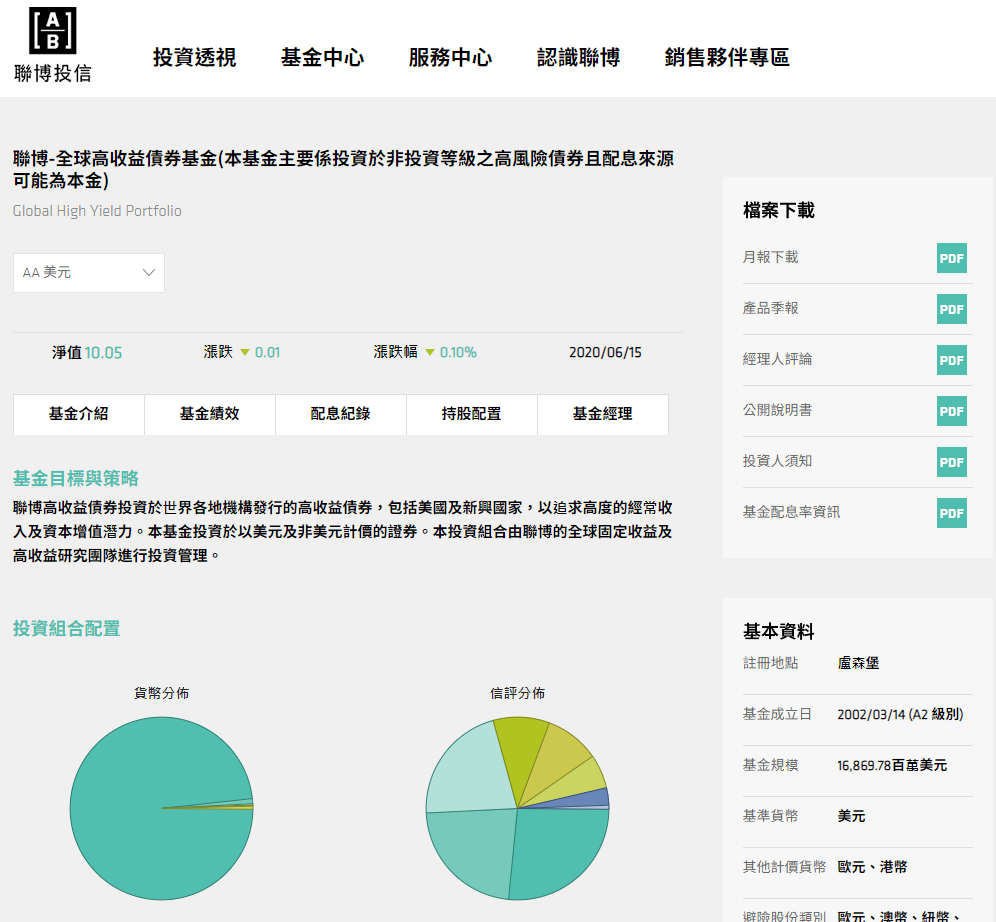 [A
B]
聯博投信
投資透視 基金中心 服務中心 認識聯博 銷售夥伴專區
聯博-全球高收益債券基金(本基金主要係投資於非投資等級之高風險債券且配息來源
可能為本金)
Global High Yield Portfolio
AA 美元
淨值 10.05 漲跌 ▼ 0.01 漲跌幅 ▼ 0.10% 2020/06/15
基金介紹 基金績效 配息紀錄 持股配置 基金經理
基金目標與策略
聯博高收益債券投資於世界各地機構發行的高收益債券，包括美國及新興國家，以追求高度的經常收
入及資本增值潛力。本基金投資於以美元及非美元計價的證券。本投資組合由聯博的全球固定收益及
高收益研究團隊進行投資管理。
投資組合配置
貨幣分佈 信評分佈
檔案下載
月報下載 PDF
產品季報 PDF
經理人評論 PDF
公開說明書 PDF
投資人須知 PDF
基金配息率資訊 PDF
基本資料
註冊地點 盧森堡
基金成立日 2002/03/14 (A2 級別)
基金規模 16,869.78百萬美元
基準貨幣 美元
其他計價貨幣 歐元、港幣
避險股份類別 歐元、澳幣、紐幣、